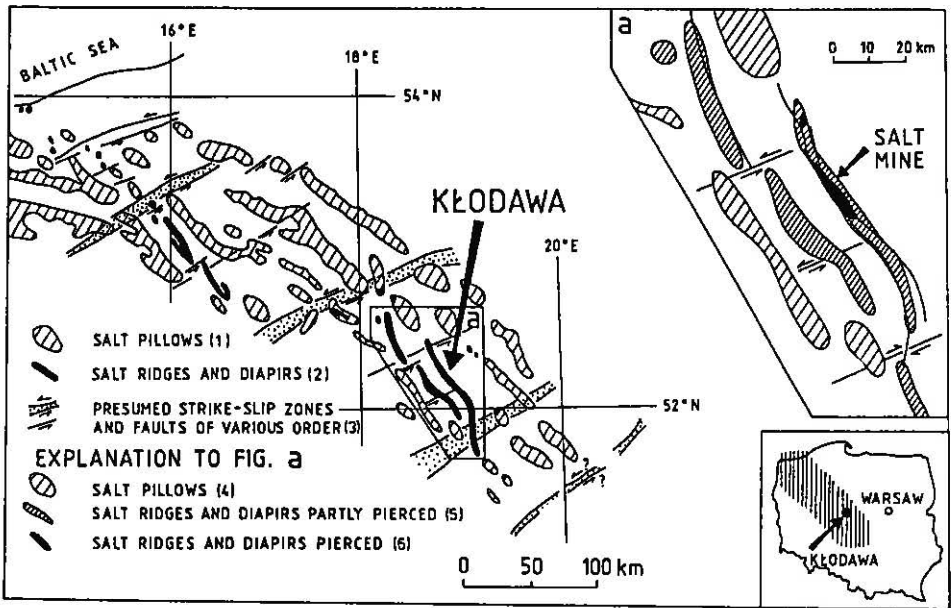 16°E
18°E
BALTIC SEA
54°N
KŁODAWA
20°E
a
52°N
SALT PILLOWS (1)
SALT RIDGES AND DIAPIRS (2)
PRESUMED STRIKE-SLIP ZONES
AND FAULTS OF VARIOUS ORDER (3)
EXPLANATION TO FIG. a
SALT PILLOWS (4)
SALT RIDGES AND DIAPIRS PARTLY PIERCED (5)
SALT RIDGES AND DIAPIRS PIERCED (6)
0 50 100 km
? ?
a
0 10 20 km
SALT
MINE
WARSAW
KŁODAWA